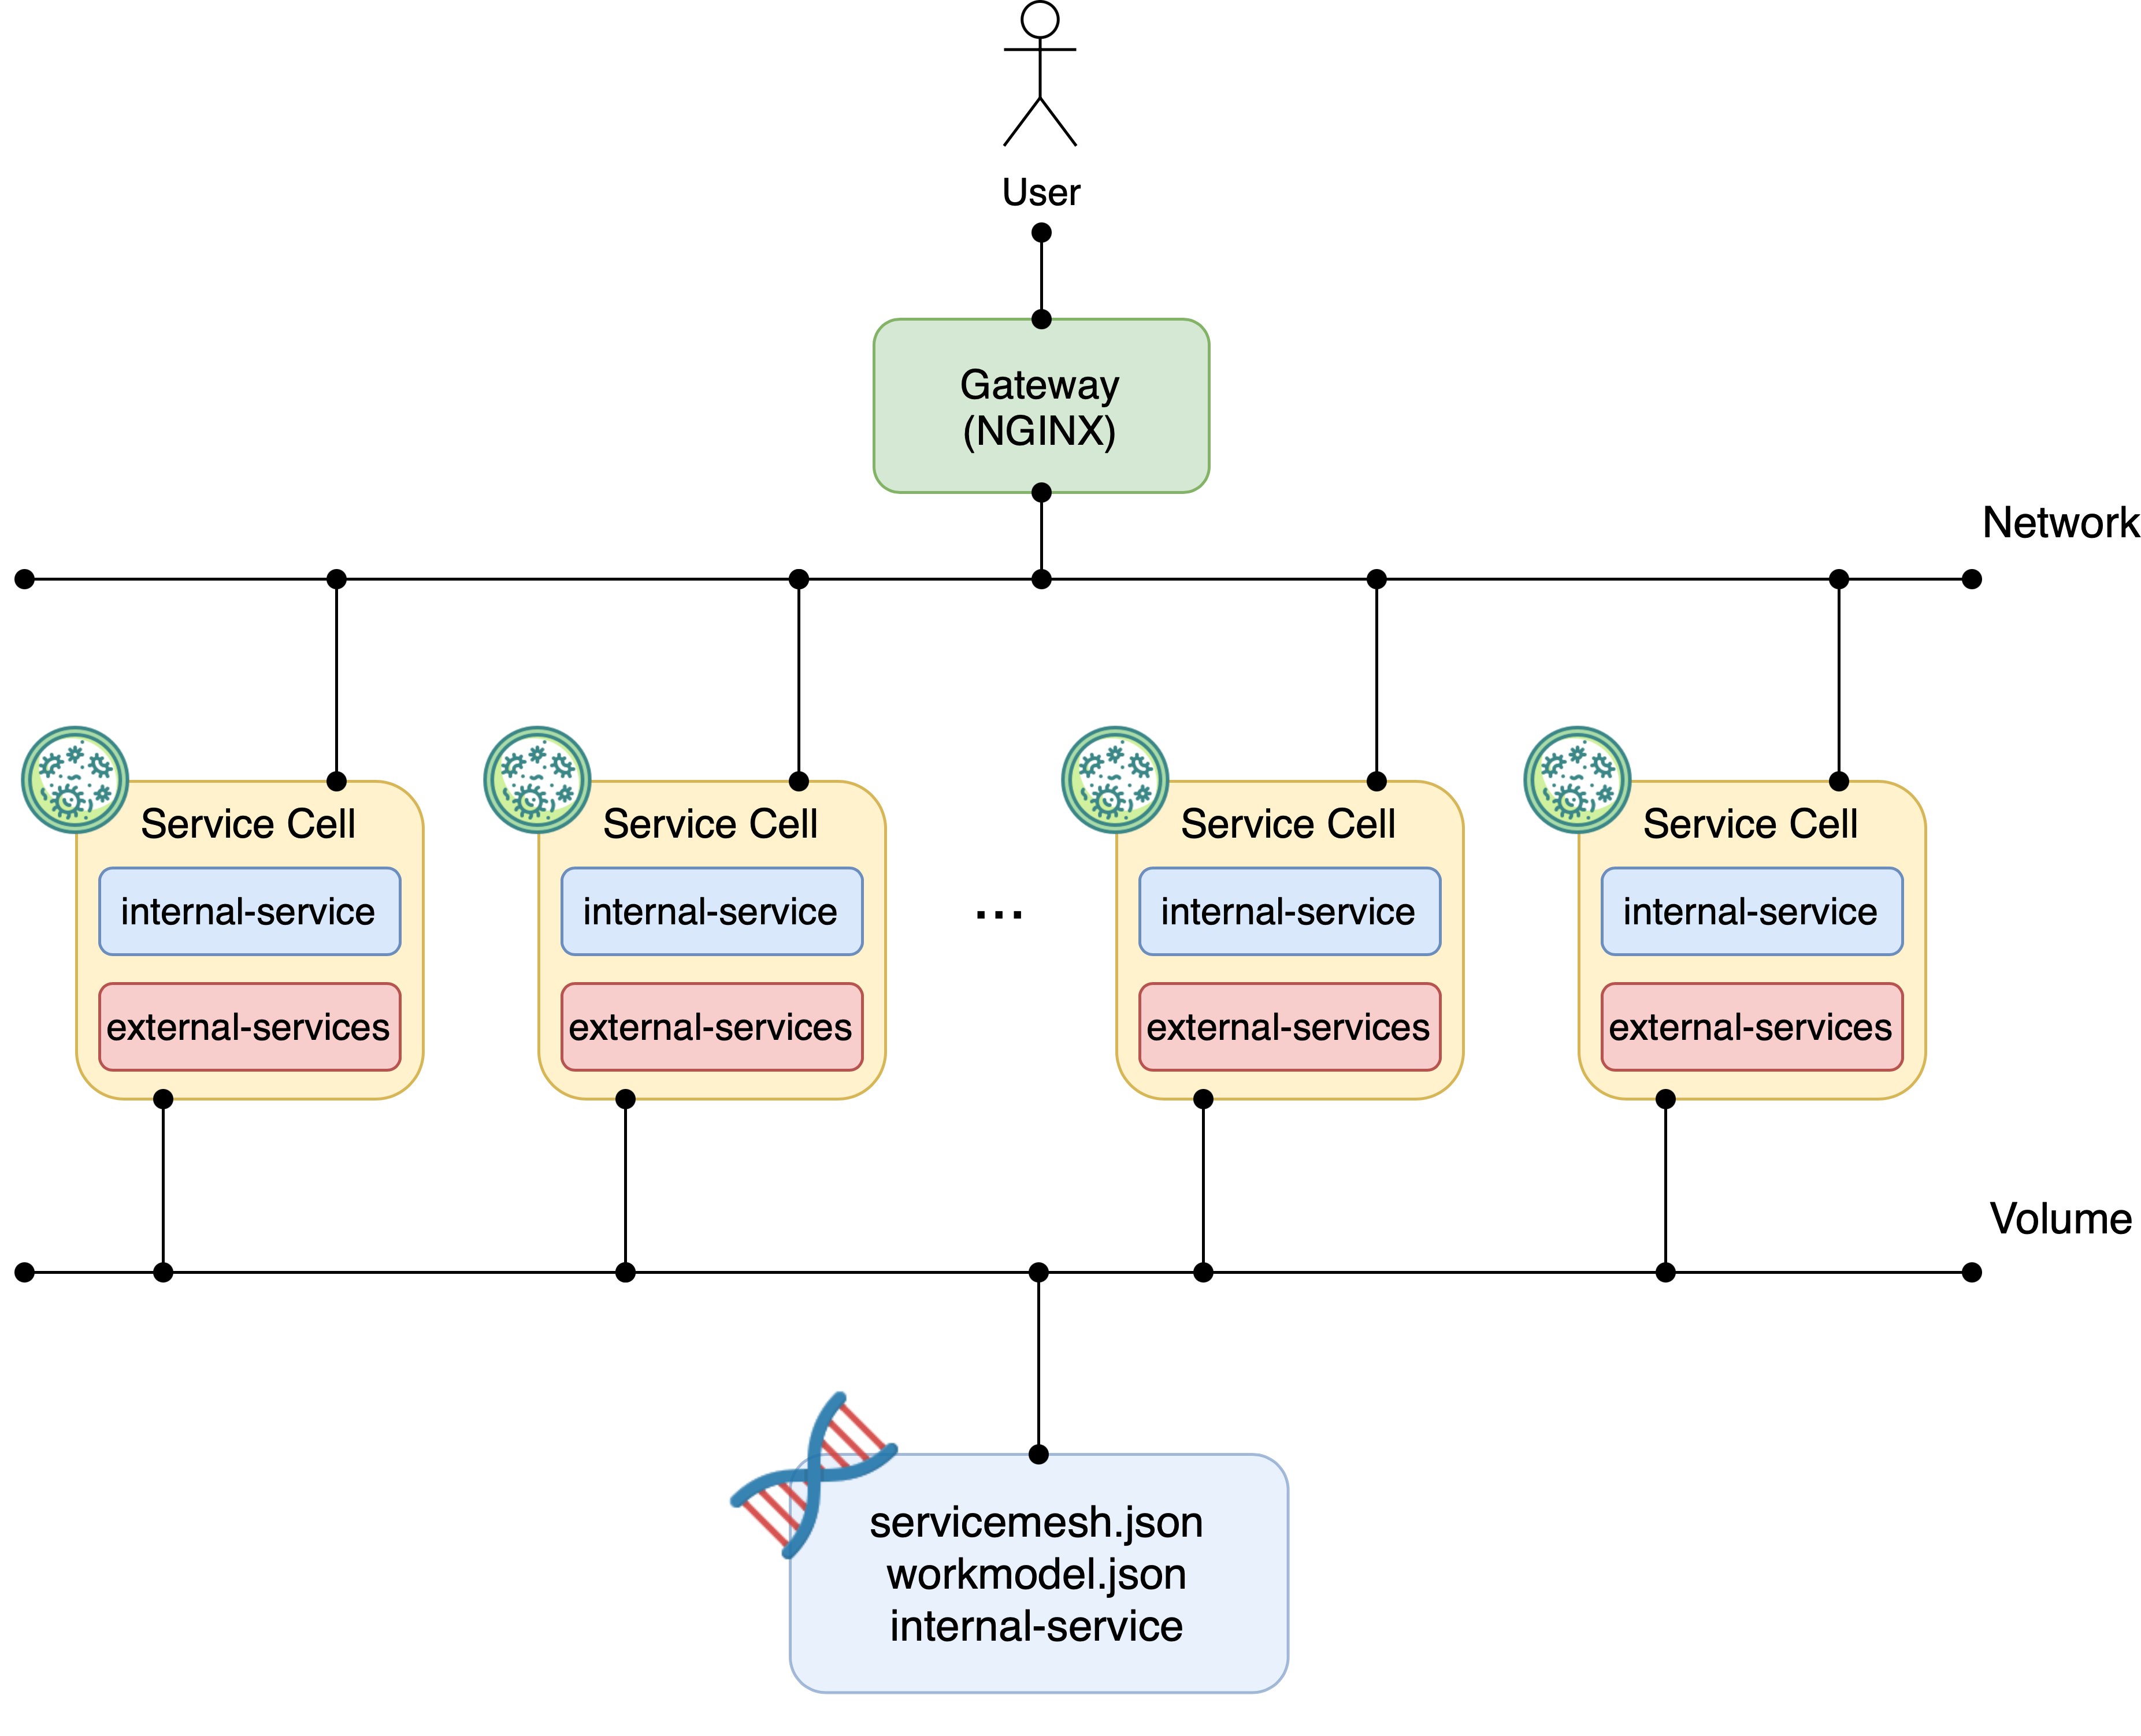 User
Gateway
(NGINX)
Network
Service Cell
internal-service
external-services
Service Cell
internal-service
external-services
...
Service Cell
internal-service
external-services
Service Cell
internal-service
external-services
Volume
servicemesh.json
workmodel.json
internal-service